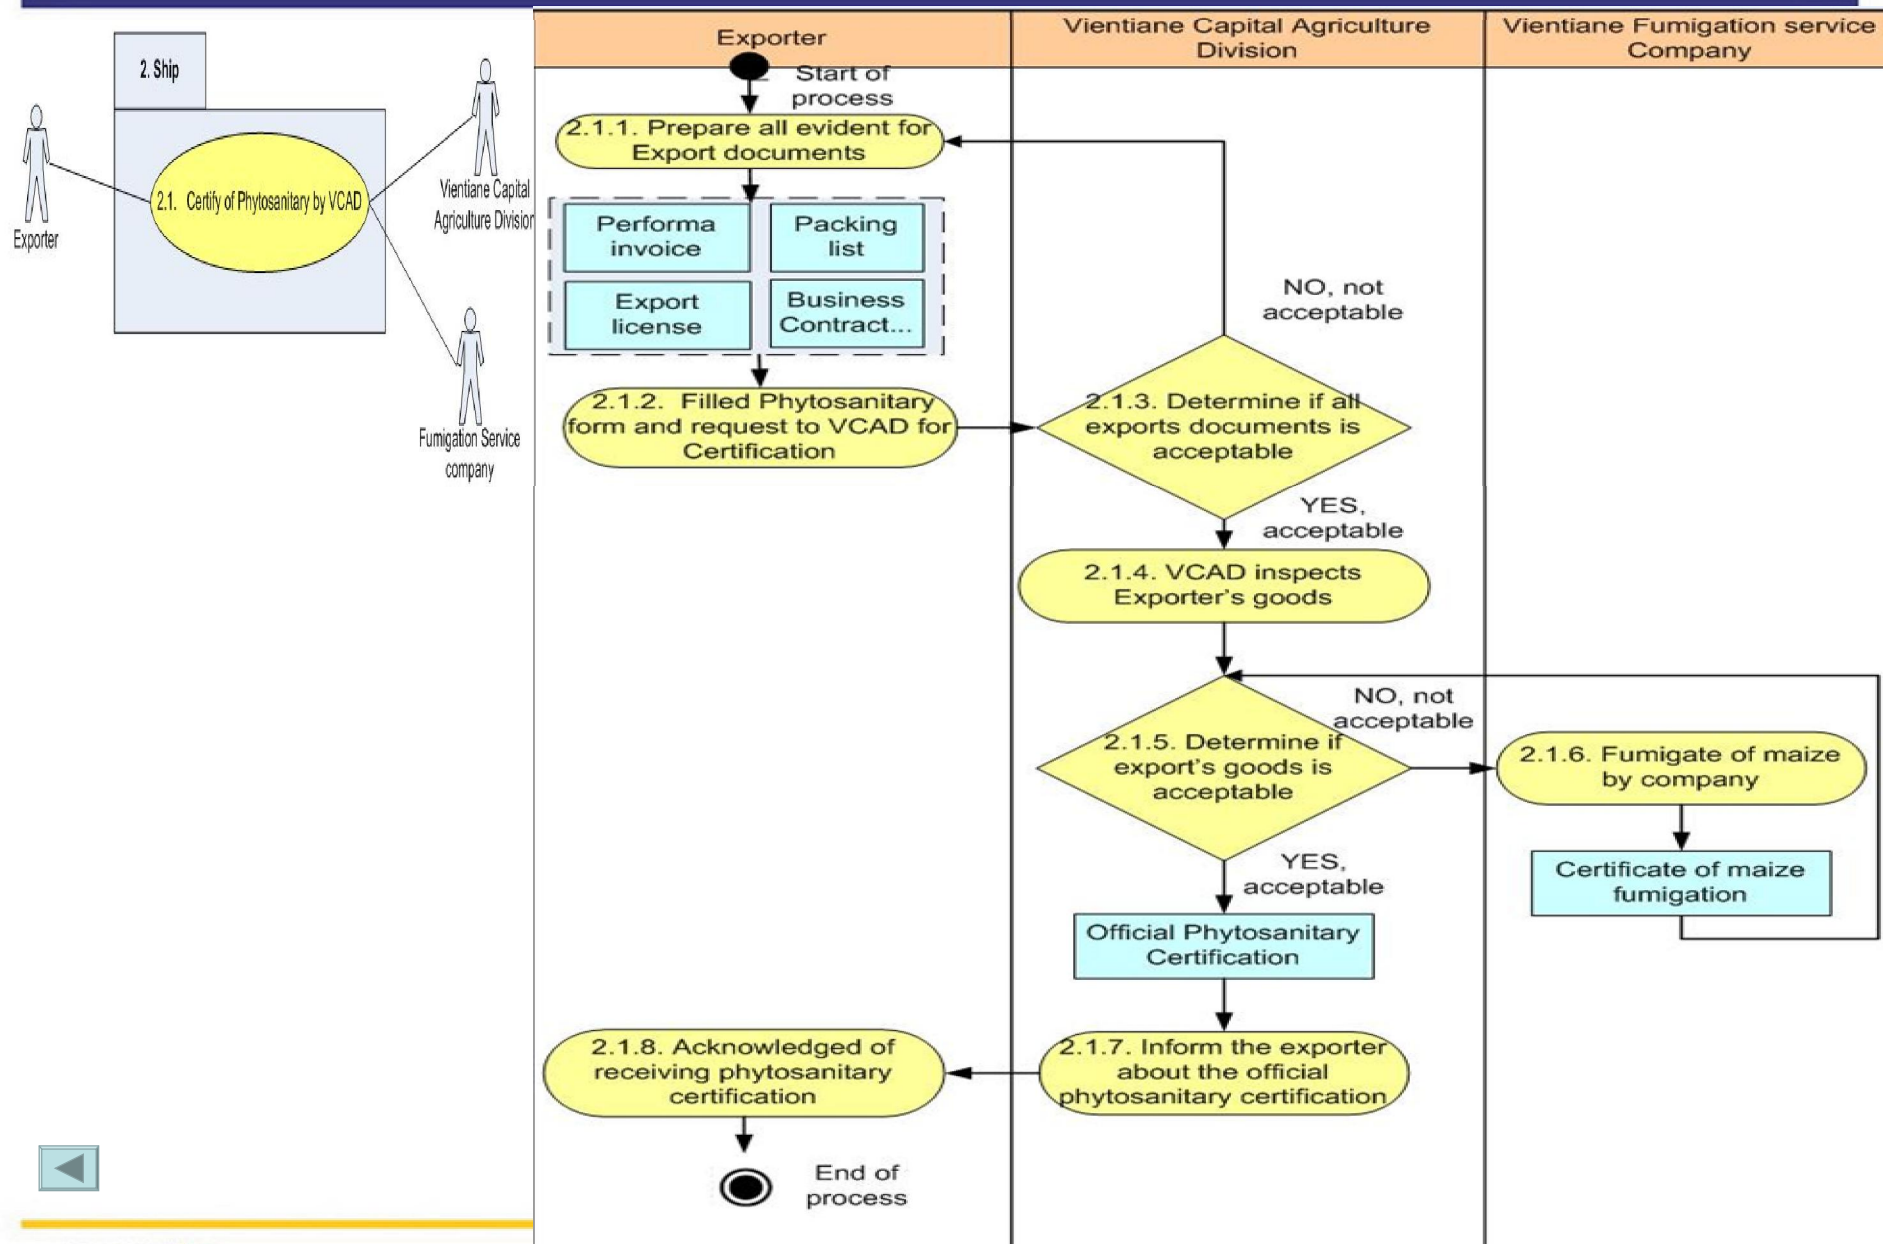 2. Ship
2.1. Certify of Phytosanitary by VCAD
Exporter
Vientiane Capital
Agriculture Division
Fumigation Service
company
Exporter
Vientiane Capital Agriculture
Division
Vientiane Fumigation service
Company
Start of
process
2.1.1. Prepare all evident for
Export documents
Performa
invoice
Packing
list
Export
license
Business
Contract...
NO, not
acceptable
2.1.2. Filled Phytosanitary
form and request to VCAD for
Certification
2.1.3. Determine if all
exports documents is
acceptable
YES,
acceptable
2.1.4. VCAD inspects
Exporter's goods
NO, not
acceptable
2.1.5. Determine if
export's goods is
acceptable
2.1.6. Fumigate of maize
by company
YES,
acceptable
Certificate of maize
fumigation
Official Phytosanitary
Certification
2.1.7. Inform the exporter
about the official
phytosanitary certification
2.1.8. Acknowledged of
receiving phytosanitary
certification
End of
process